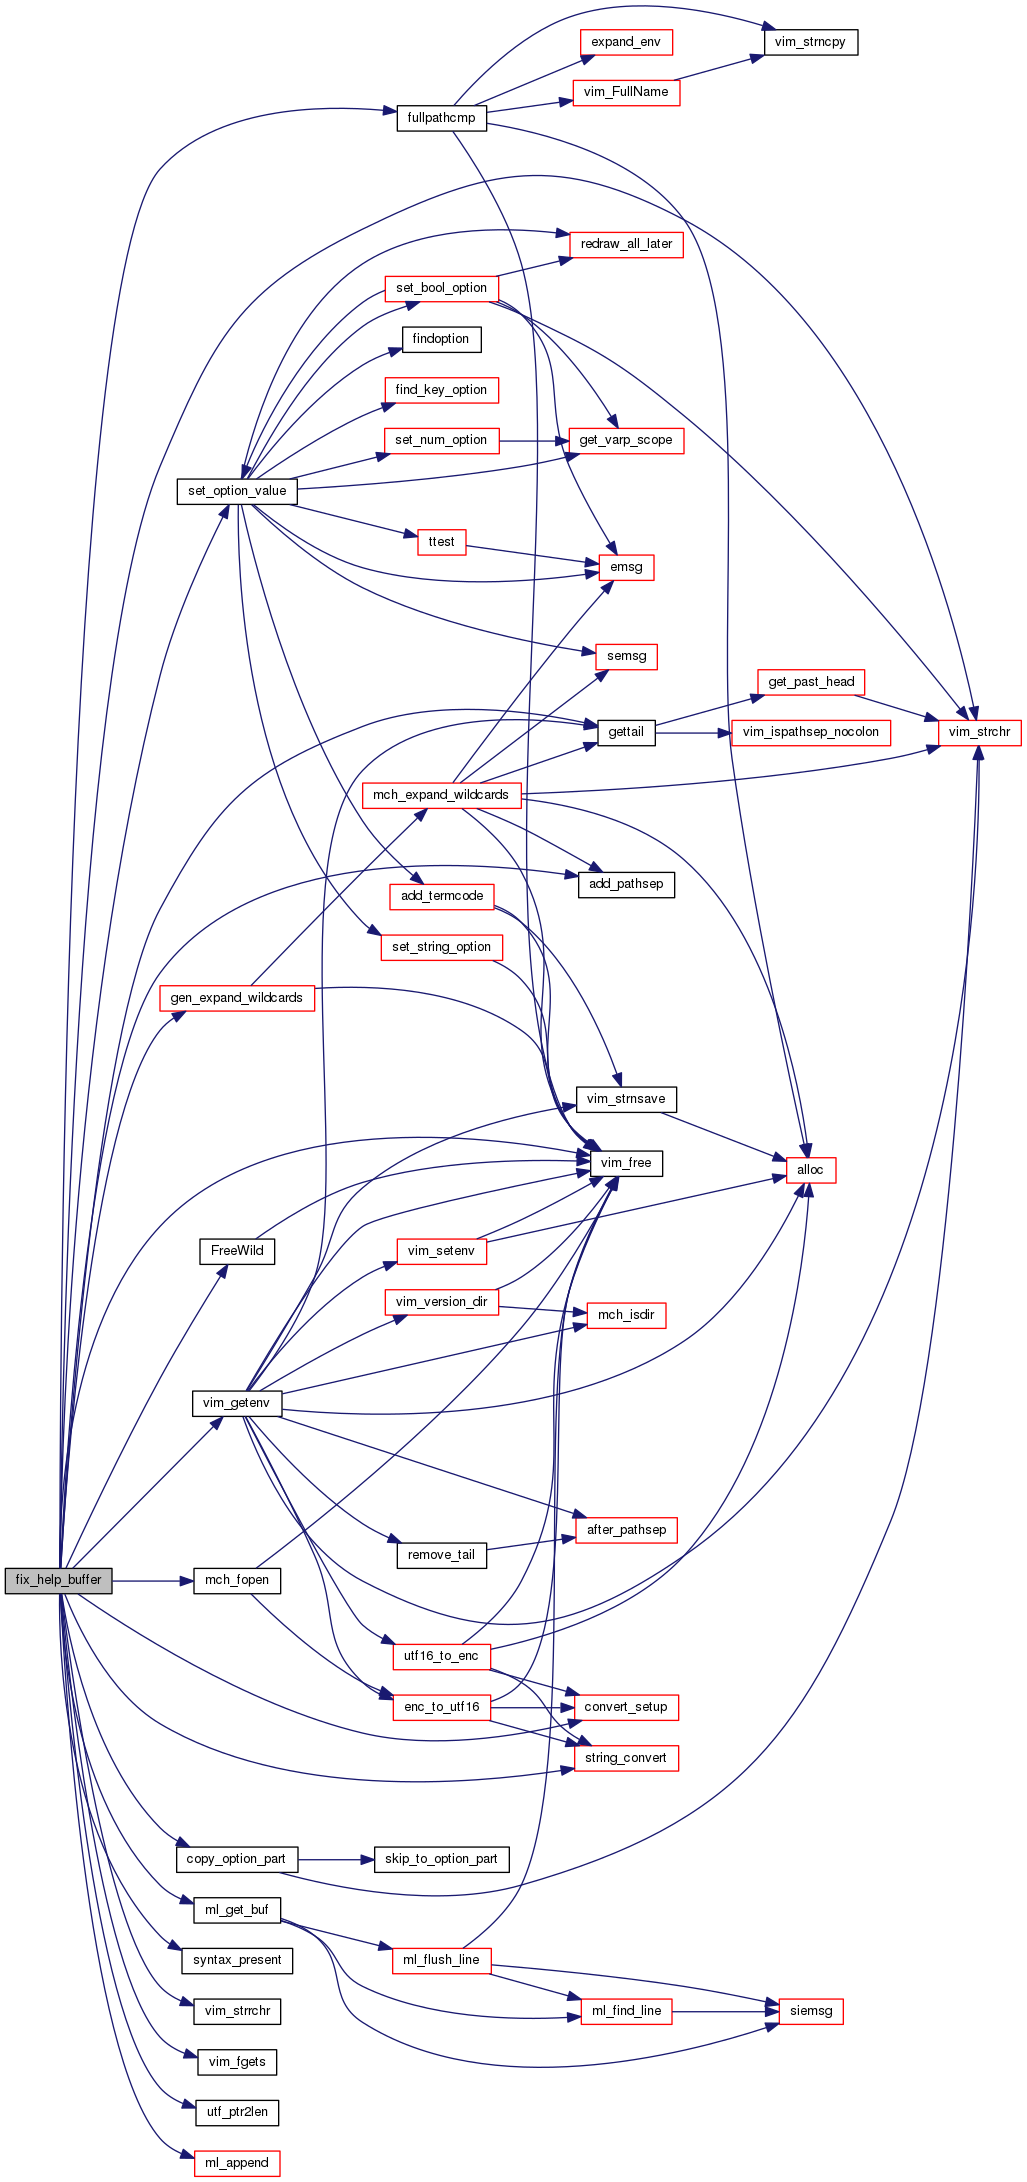 vim_strncpy
expand_env
vim_FullName
fullpathcmp
redraw_all_later
set_bool_option
findoption
find_key_option
set_num_option
get_varp_scope
set_option_value
ttest
emsg
semsg
get_past_head
gettail
vim_ispathsep_nocolon
vim_strchr
mch_expand_wildcards
add_pathsep
add_termcode
set_string_option
gen_expand_wildcards
vim_strnsave
vim_free
alloc
FreeWild
vim_setenv
vim_version_dir
mch_isdir
vim_getenv
after_pathsep
remove_tail
fix_help_buffer
mch_fopen
utf16_to_enc
enc_to_utf16
convert_setup
string_convert
copy_option_part
skip_to_option_part
ml_get_buf
syntax_present
ml_flush_line
vim_strrchr
ml_find_line
siemsg
vim_fgets
utf_ptr2len
ml_append